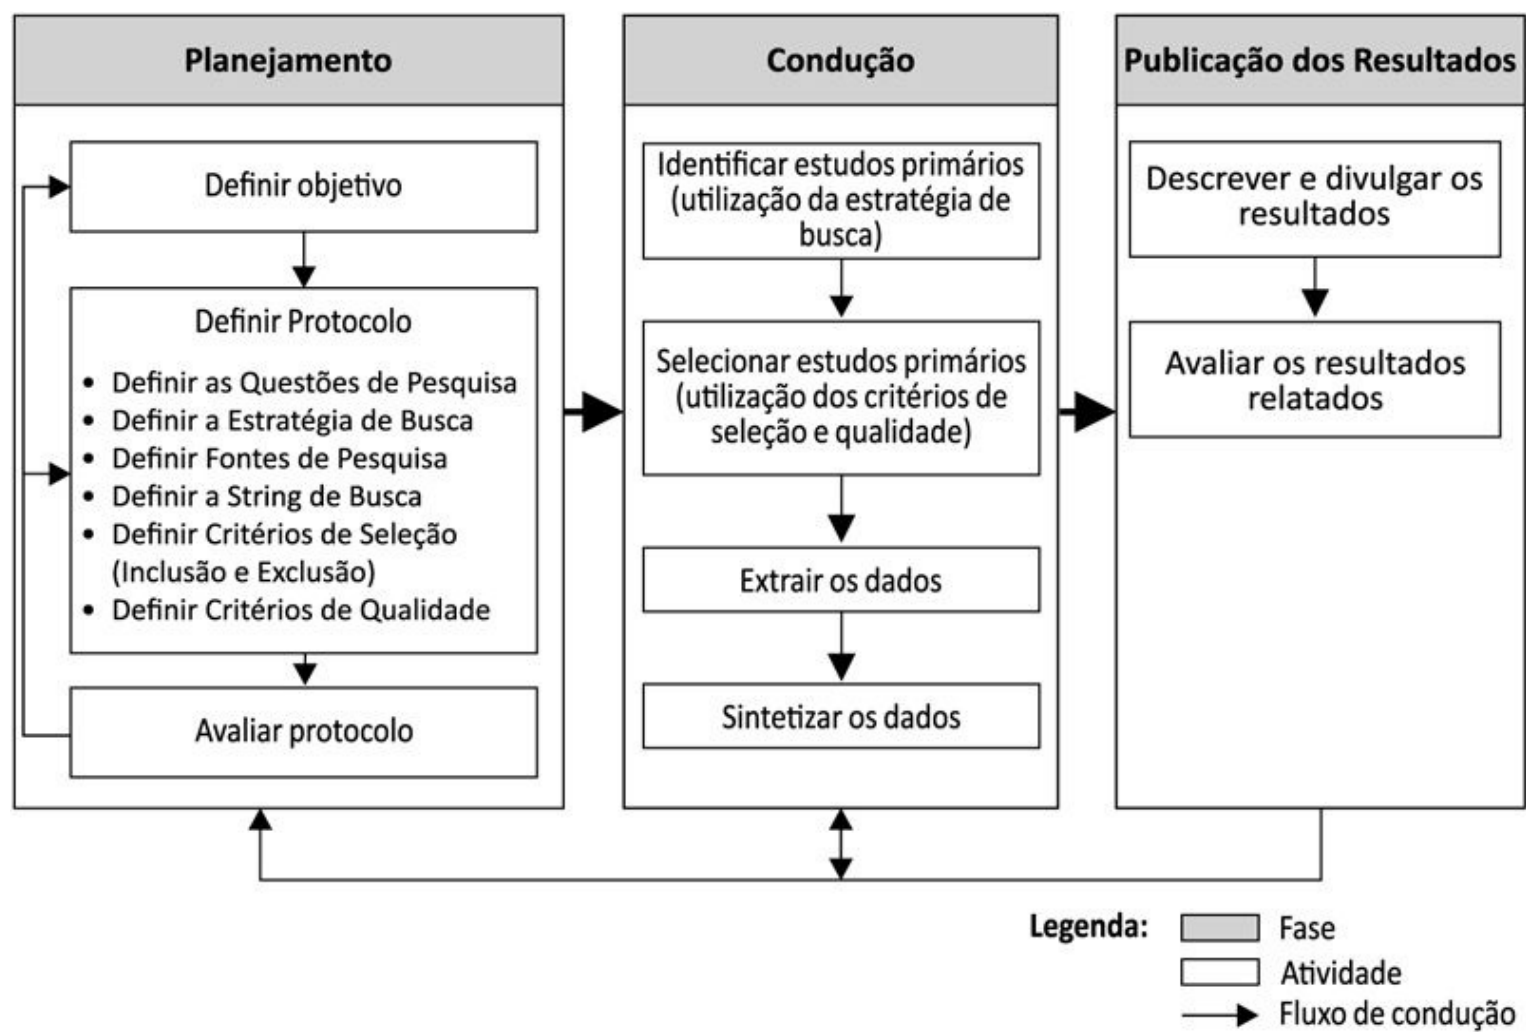 Planejamento
Definir objetivo
Definir Protocolo
• Definir as Questões de Pesquisa
• Definir a Estratégia de Busca
• Definir Fontes de Pesquisa
• Definir a String de Busca
• Definir Critérios de Seleção
(Inclusão e Exclusão)
• Definir Critérios de Qualidade
Avaliar protocolo
Condução
Identificar estudos primários
(utilização da estratégia de
busca)
Selecionar estudos primários
(utilização dos critérios de
seleção e qualidade)
Extrair os dados
Sintetizar os dados
Publicação dos Resultados
Descrever e divulgar os
resultados
Avaliar os resultados
relatados
Legenda:
Fase
Atividade
Fluxo de condução